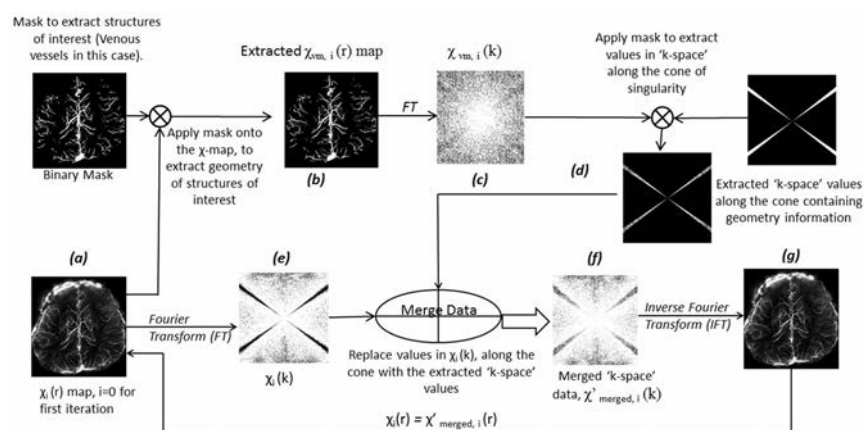 Mask to extract structures
of interest (Venous
vessels in this case).
Binary Mask
Apply mask onto
the χ-map, to
extract geometry
of structures of
interest
Extracted χvm, i(r) map
(b)
FT
χ vm, i(k)
(c)
Apply mask to extract
values in 'k-space'
along the cone of
singularity
(d)
Extracted 'k-space' values
along the cone containing
geometry information
(a)
χi(r) map, i=0 for
first iteration
Fourier
Transform (FT)
(e)
χi(k)
Merge Data
Replace values in χi(k), along
the cone with the extracted 'k-space'
values
(f)
Merged 'k-space'
data, χ' merged, i(k)
Inverse Fourier
Transform (IFT)
(g)
χi(r) = χ' merged, i(r)